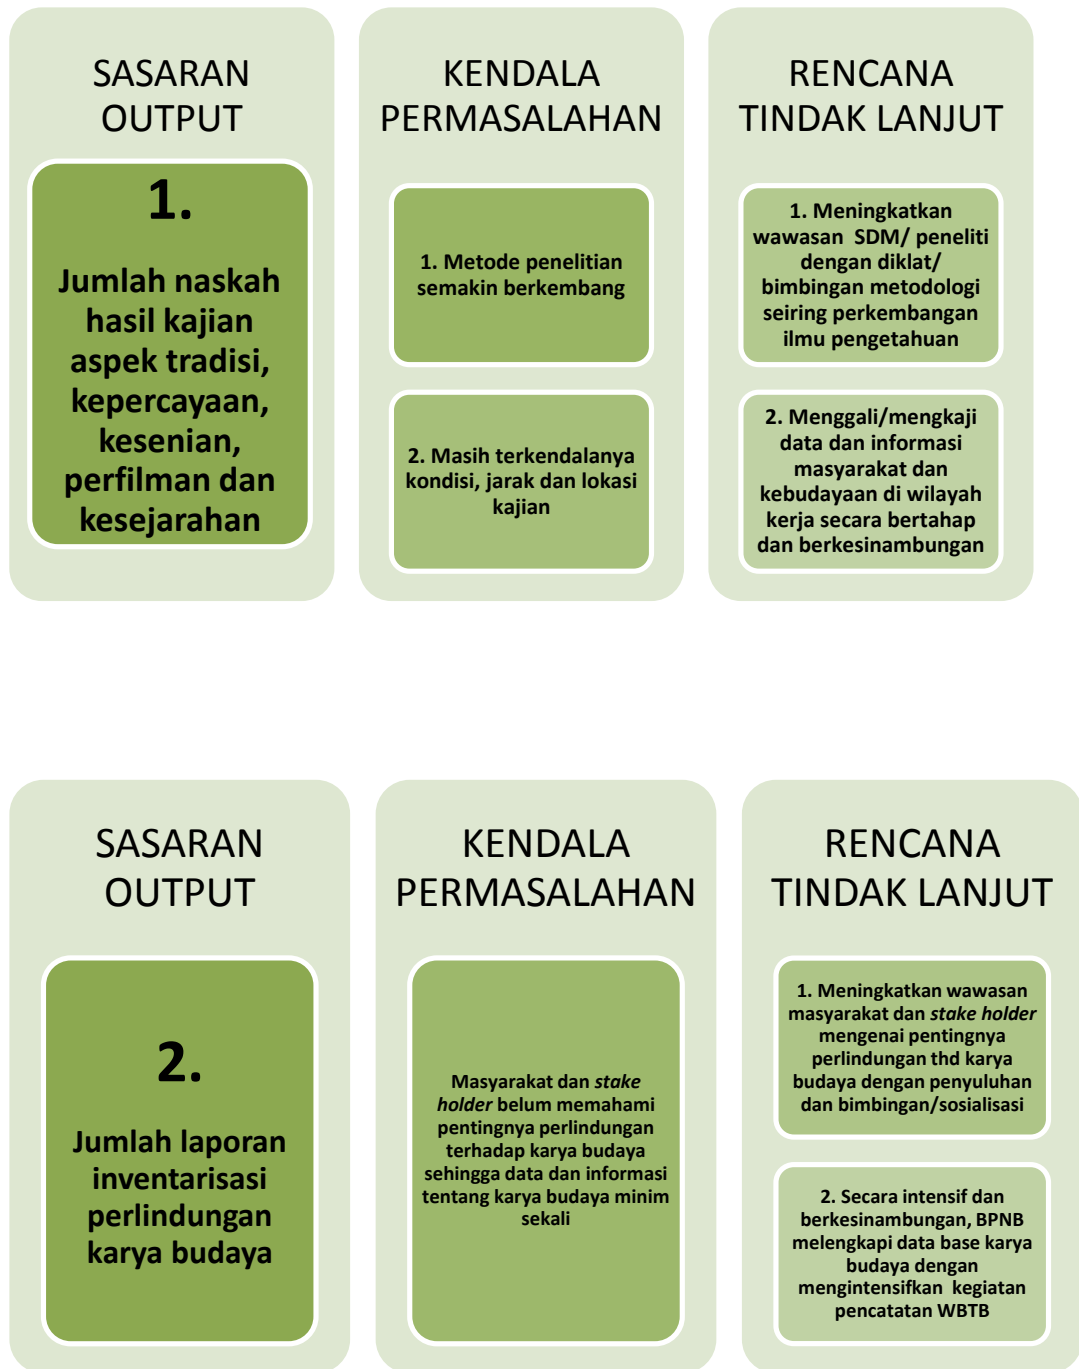 SASARAN
OUTPUT
1.
Jumlah naskah
hasil kajian
aspek tradisi,
kepercayaan,
kesenian,
perfilman dan
kesejarahan
KENDALA
PERMASALAHAN
1. Metode penelitian
semakin berkembang
2. Masih terkendalanya
kondisi, jarak dan lokasi
kajian
RENCANA
TINDAK LANJUT
1. Meningkatkan
wawasan SDM/ peneliti
dengan diklat/
bimbingan metodologi
seiring perkembangan
ilmu pengetahuan
2. Menggali/mengkaji
data dan informasi
masyarakat dan
kebudayaan di wilayah
kerja secara bertahap
dan berkesinambungan
SASARAN
OUTPUT
2.
Jumlah laporan
inventarisasi
perlindungan
karya budaya
KENDALA
PERMASALAHAN
Masyarakat dan stake
holder belum memahami
pentingnya perlindungan
terhadap karya budaya
sehingga data dan informasi
tentang karya budaya minim
sekali
RENCANA
TINDAK LANJUT
1. Meningkatkan wawasan
masyarakat dan stake holder
mengenai pentingnya
perlindungan thd karya
budaya dengan penyuluhan
dan bimbingan/sosialisasi
2. Secara intensif dan
berkesinambungan, BPNB
melengkapi data base karya
budaya dengan
mengintensifkan kegiatan
pencatatan WBTB